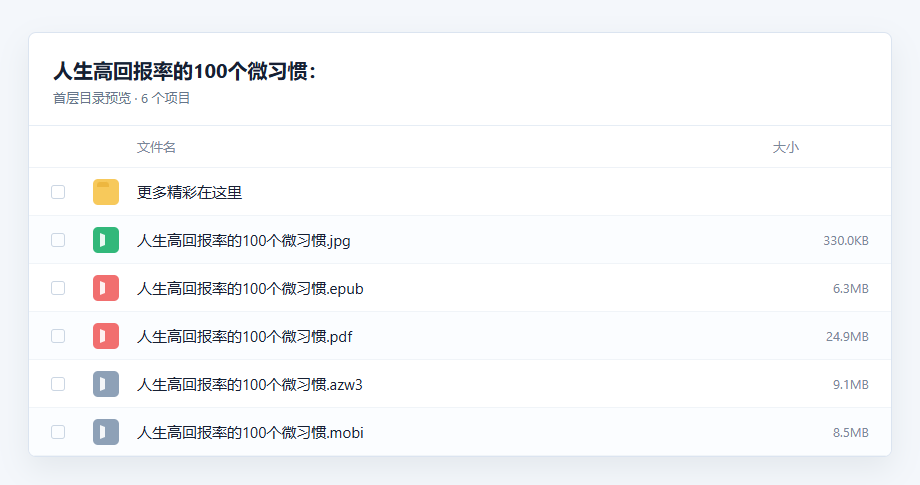 人生高回报率的100个微习惯：
首层目录预览 · 6 个项目
文件名 大小
更多精彩在这里
人生高回报率的100个微习惯.jpg 330.0KB
人生高回报率的100个微习惯.epub 6.3MB
人生高回报率的100个微习惯.pdf 24.9MB
人生高回报率的100个微习惯.azw3 9.1MB
人生高回报率的100个微习惯.mobi 8.5MB